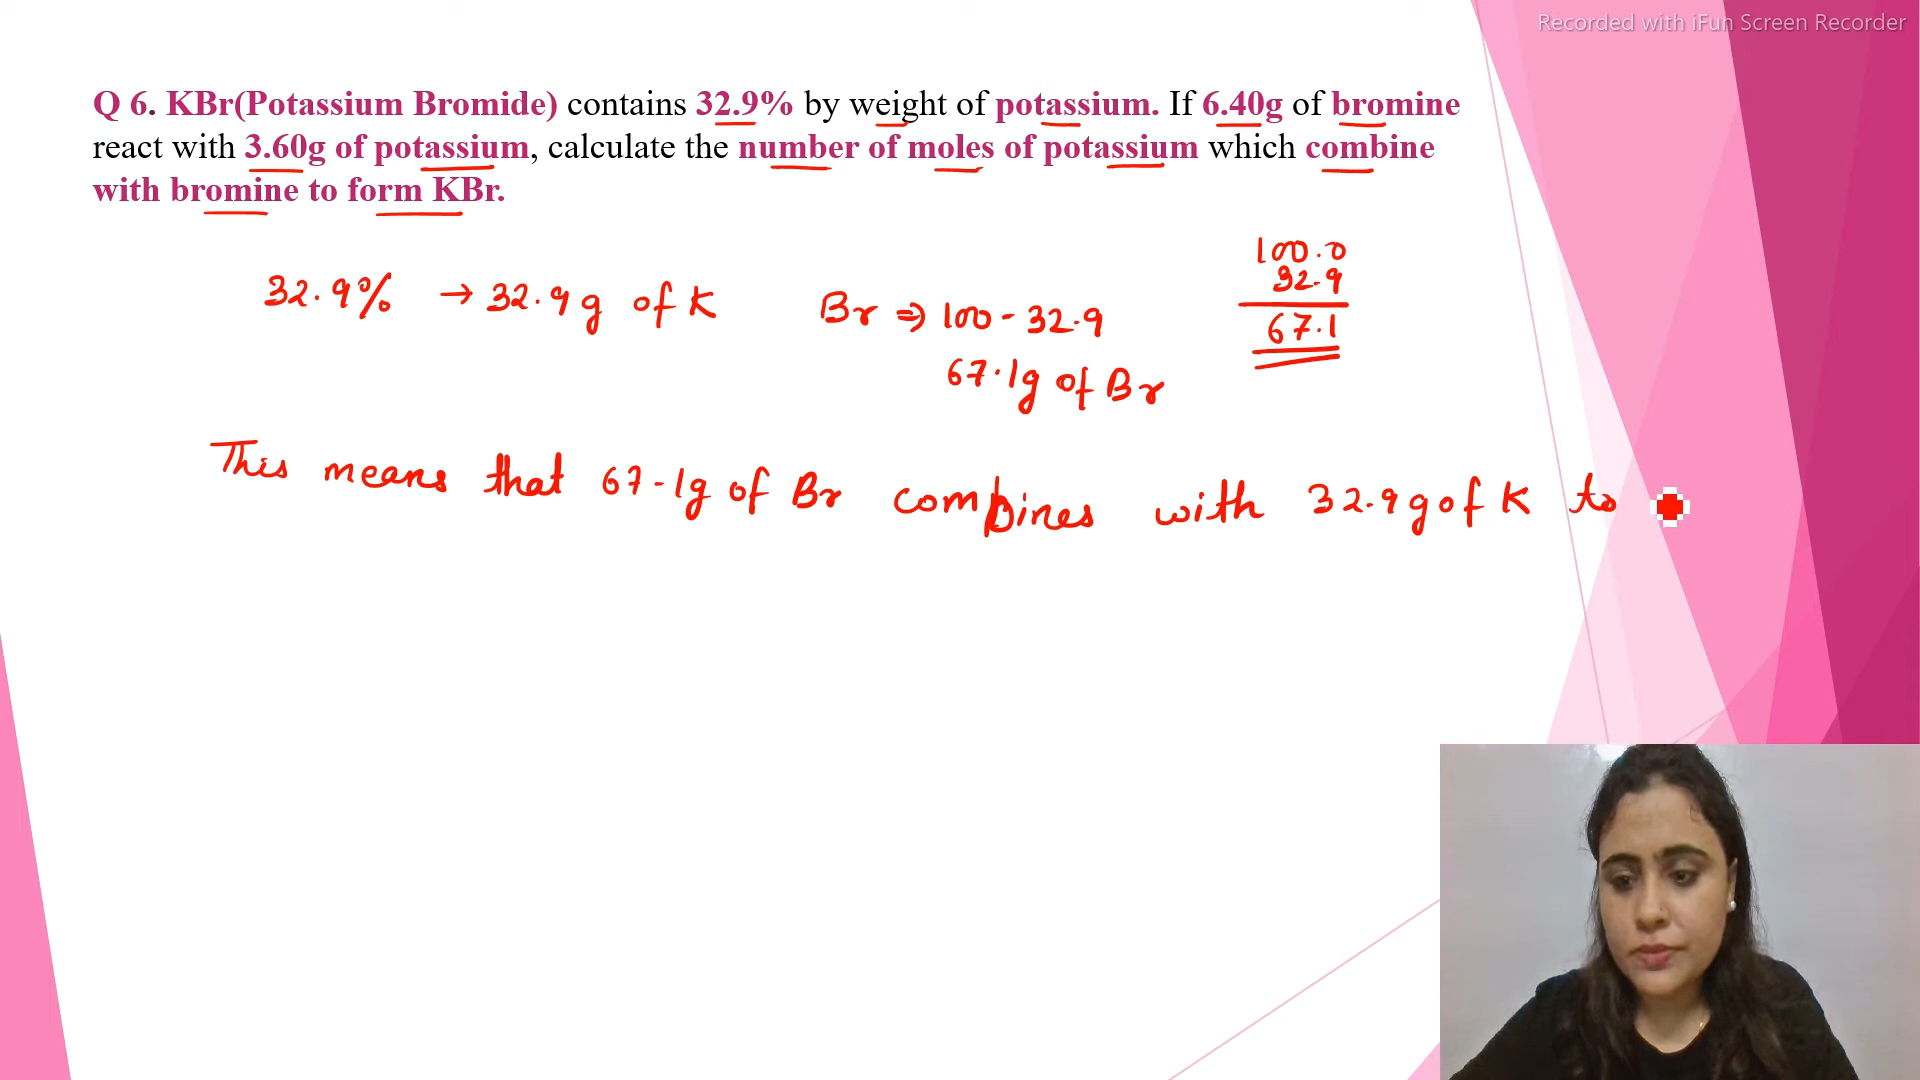 Recorded with iFun Screen Recorder
Q 6. KBr(Potassium Bromide) contains 32.9% by weight of potassium. If 6.40g of bromine
react with 3.60g of potassium, calculate the number of moles of potassium which combine
with bromine to form KBr.
32.9% → 32.9g of K
Br ⇒ 100 - 32.9
67.1g of Br
100.0
32.9
67.1
This means that 67.1g of Br combines with 32.9g of K to